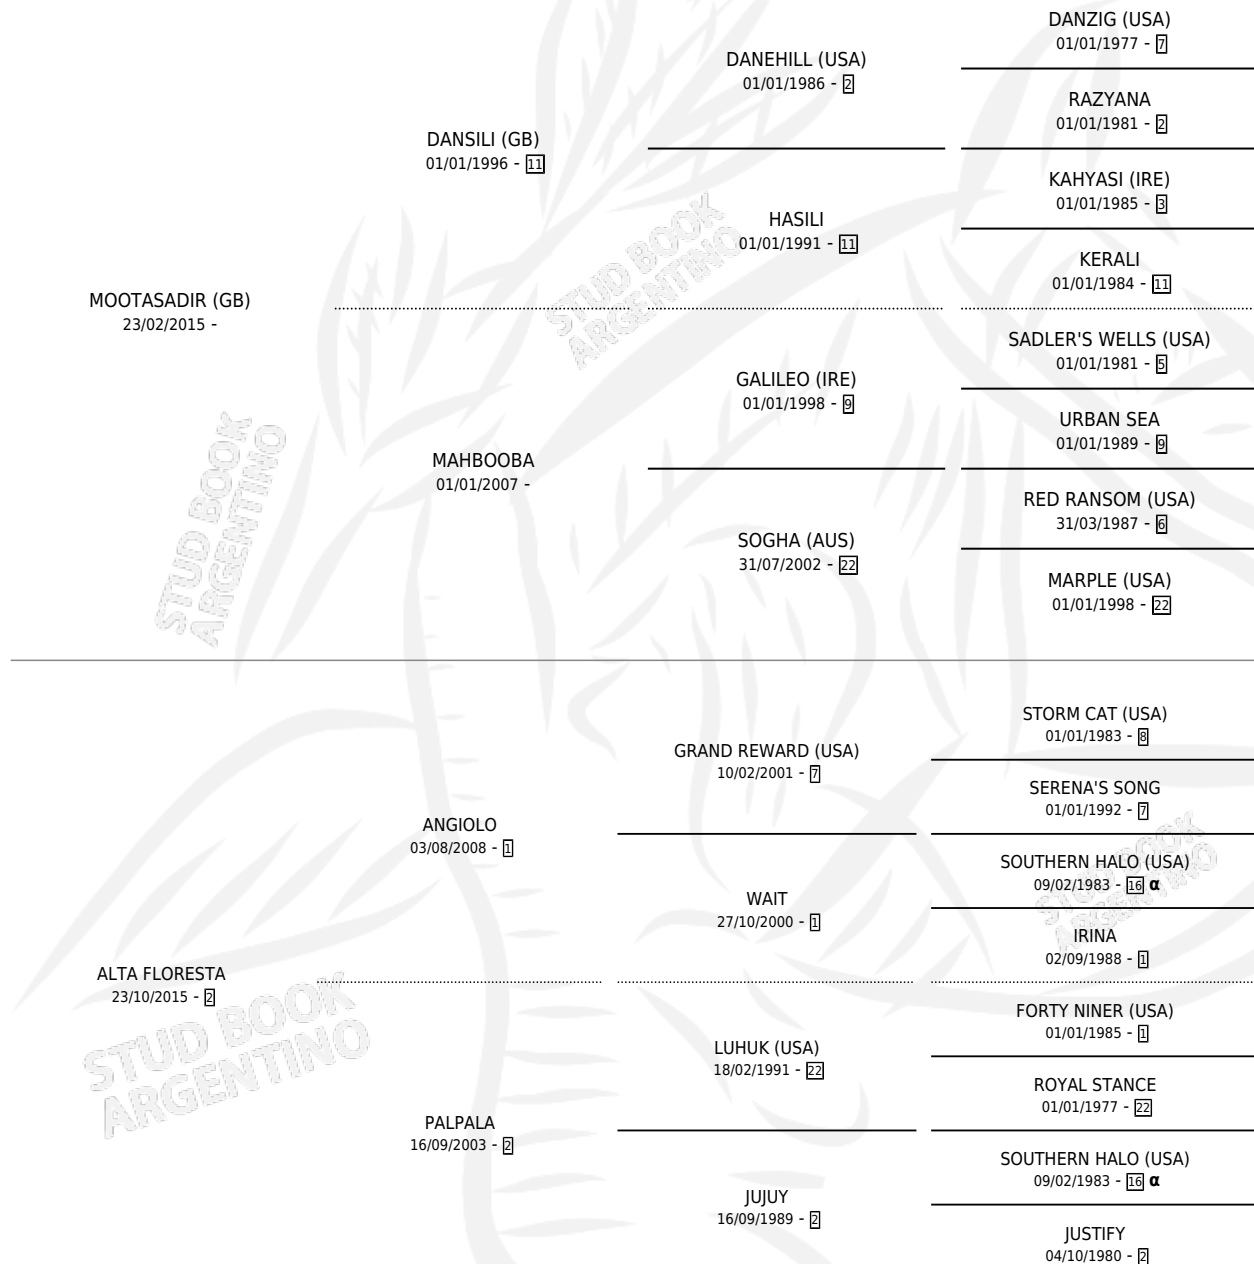 DANZIG (USA)
01/01/1977 - 7
DANEHILL (USA)
01/01/1986 - 2
RAZYANA
01/01/1981 - 2
DANSILI (GB)
01/01/1996 - 11
KAHYASI (IRE)
01/01/1985 - 3
HASILI
01/01/1991 - 11
KERALI
01/01/1984 - 11
STUD BOOK
ARGENTINO
MOOTASADIR (GB)
23/02/2015 -
SADLER'S WELLS (USA)
01/01/1981 - 5
GALILEO (IRE)
01/01/1998 - 9
URBAN SEA
01/01/1989 - 9
MAHBOOBA
01/01/2007 -
RED RANSOM (USA)
31/03/1987 - 6
SOGHA (AUS)
31/07/2002 - 22
MARPLE (USA)
01/01/1998 - 22
STUD BOOK
ARGENTINO
STORM CAT (USA)
01/01/1983 - 8
GRAND REWARD (USA)
10/02/2001 - 7
SERENA'S SONG
01/01/1992 - 7
ANGIOLO
03/08/2008 - 1
SOUTHERN HALO (USA)
09/02/1983 - 16 α
WAIT
27/10/2000 - 1
IRINA
02/09/1988 - 1
STUD BOOK
ARGENTINO
ALTA FLORESTA
23/10/2015 - 2
FORTY NINER (USA)
01/01/1985 - 1
LUHUK (USA)
18/02/1991 - 22
ROYAL STANCE
01/01/1977 - 22
STUD BOOK
ARGENTINO
PALPALA
16/09/2003 - 2
SOUTHERN HALO (USA)
09/02/1983 - 16 α
JUJUY
16/09/1989 - 2
JUSTIFY
04/10/1980 - 2